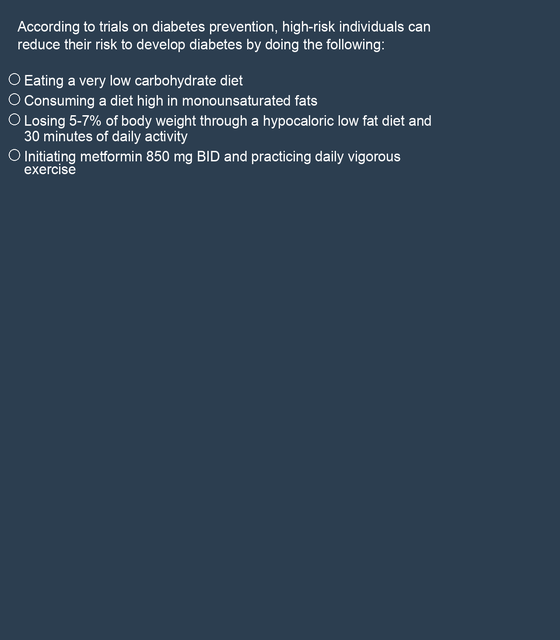 According to trials on diabetes prevention, high-risk individuals can
reduce their risk to develop diabetes by doing the following:
Eating a very low carbohydrate diet
Consuming a diet high in monounsaturated fats
Losing 5-7% of body weight through a hypocaloric low fat diet and
30 minutes of daily activity
Initiating metformin 850 mg BID and practicing daily vigorous
exercise